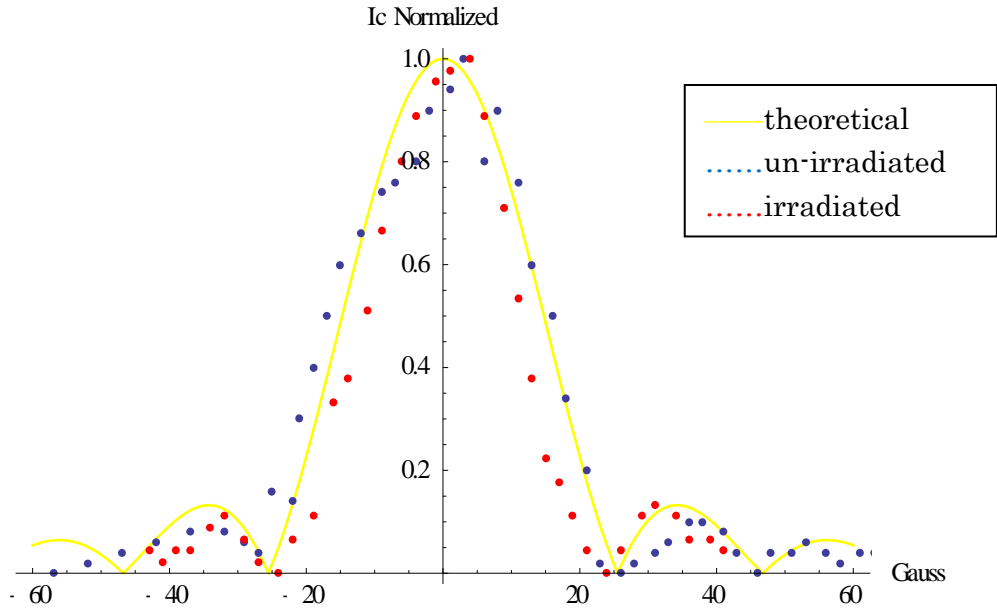 Ic Normalized
1.0
0.8
0.6
0.4
0.2
theoretical
un-irradiated
irradiated
- 60 - 40 - 20 20 40 60
Gauss